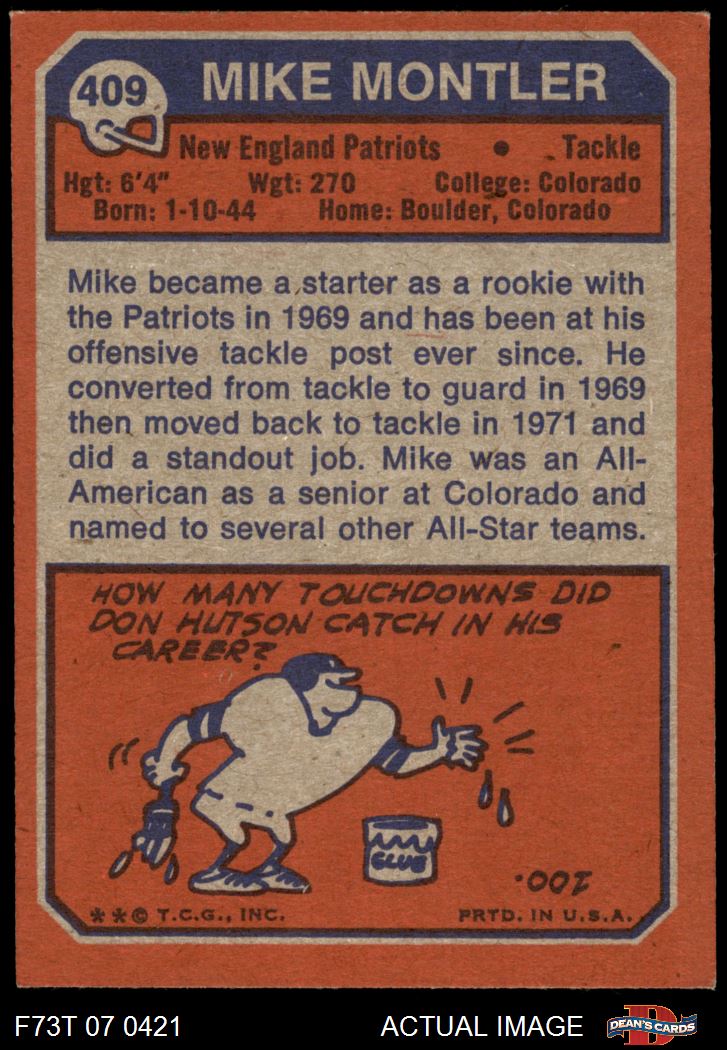 409
MIKE MONTLER
New England Patriots • Tackle
Hgt: 6'4" Wgt: 270 College: Colorado
Born: 1-10-44 Home: Boulder, Colorado
Mike became a starter as a rookie with
the Patriots in 1969 and has been at his
offensive tackle post ever since. He
converted from tackle to guard in 1969
then moved back to tackle in 1971 and
did a standout job. Mike was an All-
American as a senior at Colorado and
named to several other All-Star teams.
HOW MANY TOUCHDOWNS DID
DON HUTSON CATCH IN HIS
CAREER?
GLUE
100.
**© T.C.G., INC. PRTD. IN U.S.A.
F73T 07 0421 ACTUAL IMAGE
D
DEAN'S CARDS